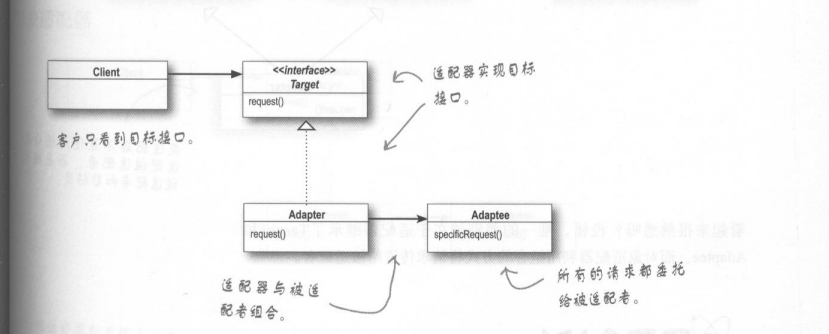 Client
<<interface>>
Target
request()
适配器实现目标
接口。
客户只看到目标接口。
Adapter
request()
Adaptee
specificRequest()
适配器与被适
配者组合。
所有的请求都委托
给被适配者。